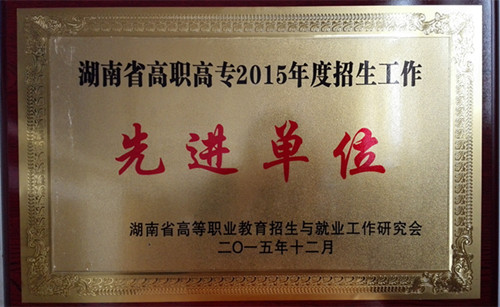 湖南省高职高专2015年度招生工作
先进单位
湖南省高等职业教育招生与就业工作研究会
二〇一五年十二月